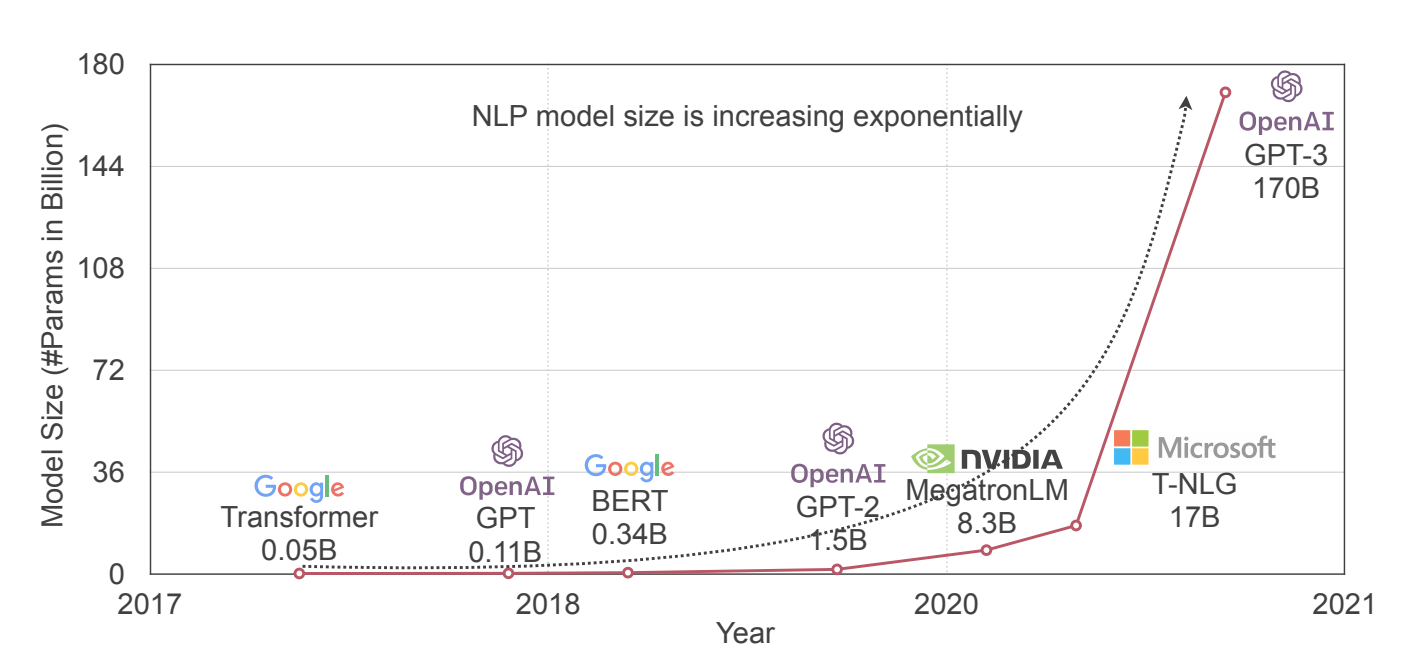 NLP model size is increasing exponentially
Model Size (#Params in Billion)
180
144
108
72
36
0
Google
Transformer
0.05B
OpenAI
GPT
0.11B
Google
BERT
0.34B
OpenAI
GPT-2
1.5B
NVIDIA
MegatronLM
8.3B
Microsoft
T-NLG
17B
OpenAI
GPT-3
170B
2017
2018
2020
2021
Year